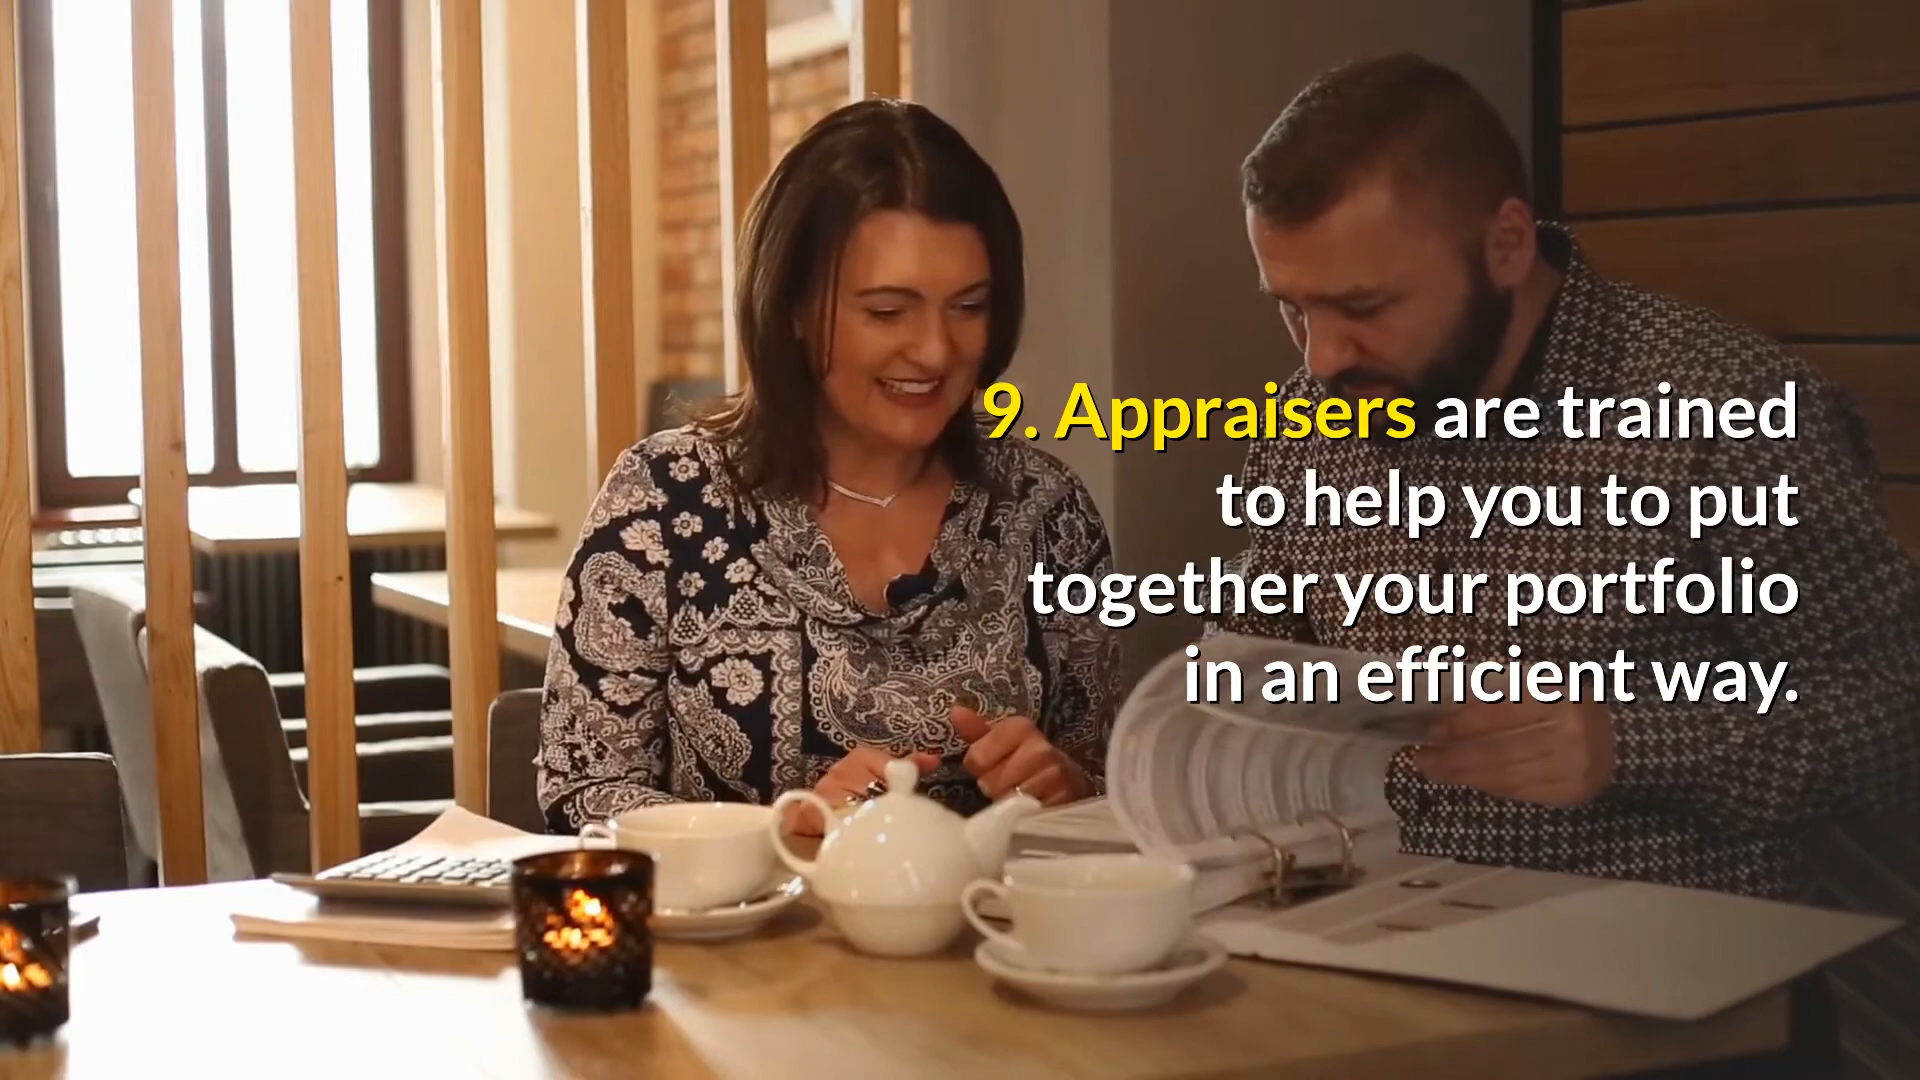 9. Appraisers are trained
to help you to put
together your portfolio
in an efficient way.